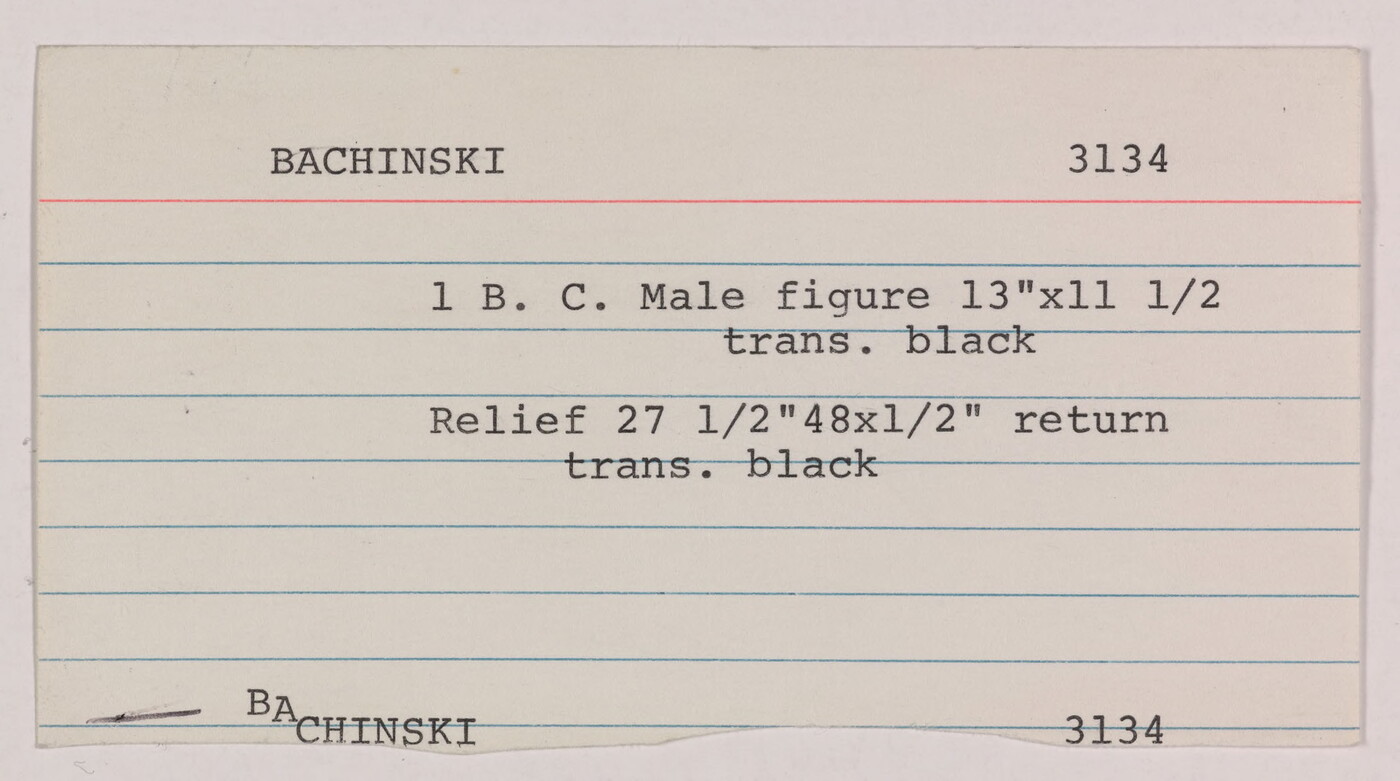 BACHINSKI 3134
1 B. C. Male figure 13"x11 1/2
trans. black
Relief 27 1/2"48x1/2" return
trans. black
BACHINSKI 3134